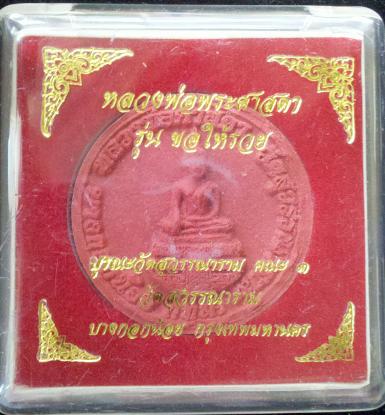 หลวงพ่อพระศาสดา
รุ่น ขอให้รวย
บูรณะวัดสุวรรณาราม คณะ ๓
วัดสุวรรณาราม
บางกอกน้อย กรุงเทพมหานคร